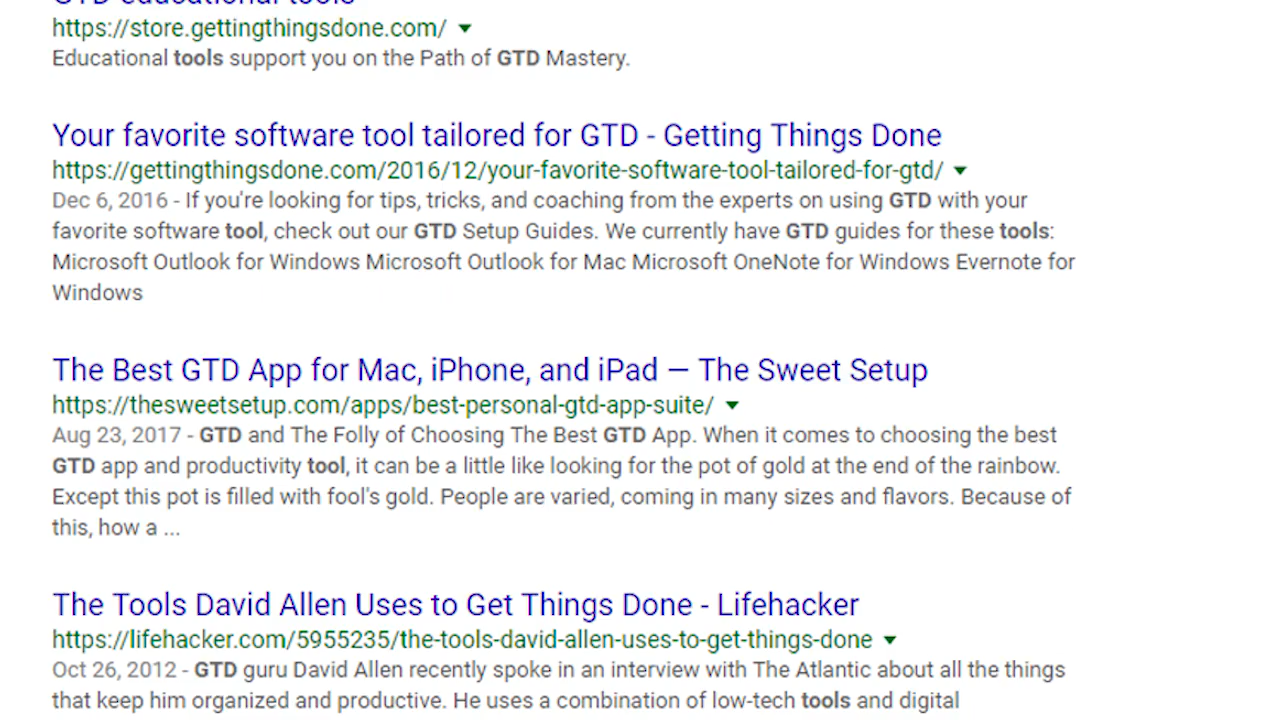 GTD educational tools
https://store.gettingthingsdone.com/
Educational tools support you on the Path of GTD Mastery.
Your favorite software tool tailored for GTD - Getting Things Done
https://gettingthingsdone.com/2016/12/your-favorite-software-tool-tailored-for-gtd/
Dec 6, 2016 - If you're looking for tips, tricks, and coaching from the experts on using GTD with your
favorite software tool, check out our GTD Setup Guides. We currently have GTD guides for these tools:
Microsoft Outlook for Windows Microsoft Outlook for Mac Microsoft OneNote for Windows Evernote for
Windows
The Best GTD App for Mac, iPhone, and iPad — The Sweet Setup
https://thesweetsetup.com/apps/best-personal-gtd-app-suite/
Aug 23, 2017 - GTD and The Folly of Choosing The Best GTD App. When it comes to choosing the best
GTD app and productivity tool, it can be a little like looking for the pot of gold at the end of the rainbow.
Except this pot is filled with fool's gold. People are varied, coming in many sizes and flavors. Because of
this, how a ...
The Tools David Allen Uses to Get Things Done - Lifehacker
https://lifehacker.com/5955235/the-tools-david-allen-uses-to-get-things-done
Oct 26, 2012 - GTD guru David Allen recently spoke in an interview with The Atlantic about all the things
that keep him organized and productive. He uses a combination of low-tech tools and digital